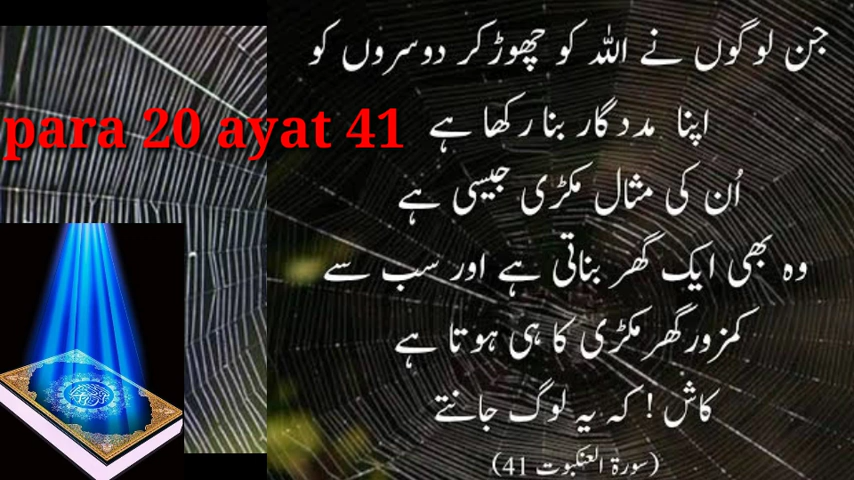 جن لوگوں نے اللہ کو چھوڑ کر دوسروں کو
اپنا مددگار بنا رکھا ہے
para 20 ayat 41
اُن کی مثال مکڑی جیسی ہے
وہ بھی ایک گھر بناتی ہے اور سب سے
کمزور گھر مکڑی کا ہی ہوتا ہے
کاش ! کہ یہ لوگ جانتے
(سورۃ العنکبوت 41)